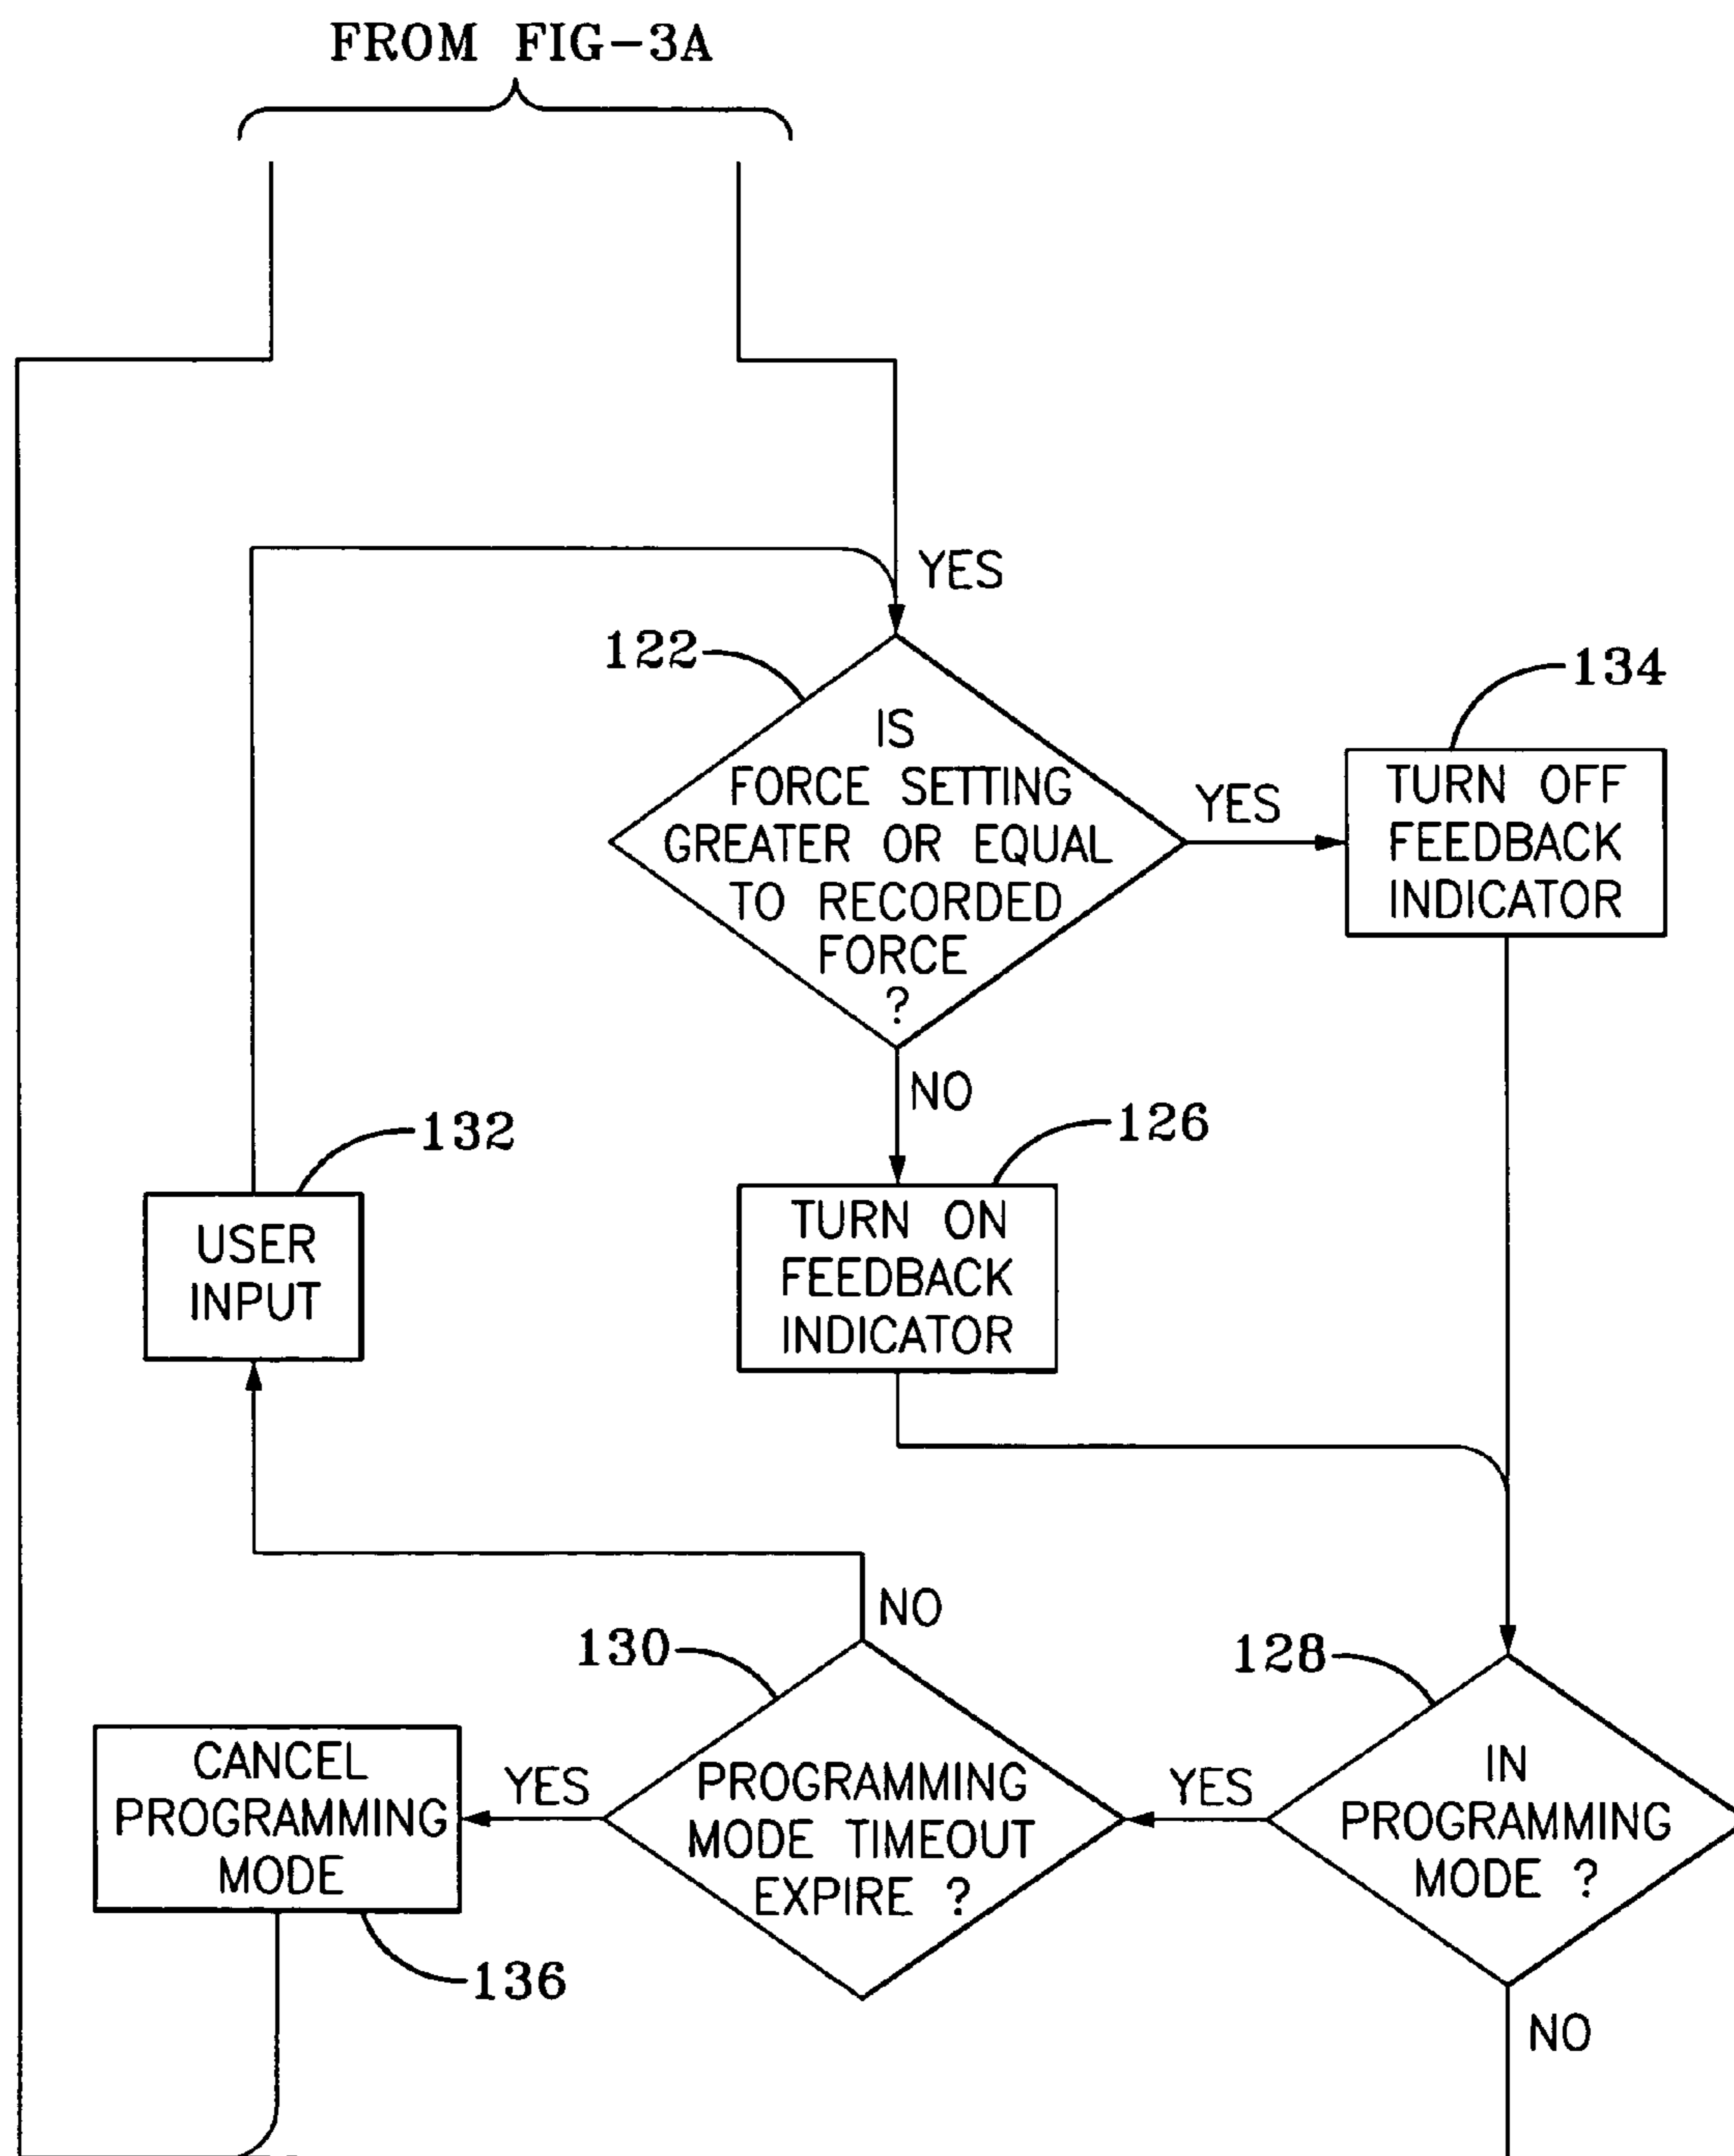 FROM FIG-3A
YES
122
IS
FORCE SETTING
GREATER OR EQUAL
TO RECORDED
FORCE
?
YES
134
TURN OFF
FEEDBACK
INDICATOR
NO
132
USER
INPUT
126
TURN ON
FEEDBACK
INDICATOR
NO
130
PROGRAMMING
MODE TIMEOUT
EXPIRE ?
128
IN
PROGRAMMING
MODE ?
YES
YES
CANCEL
PROGRAMMING
MODE
136
NO